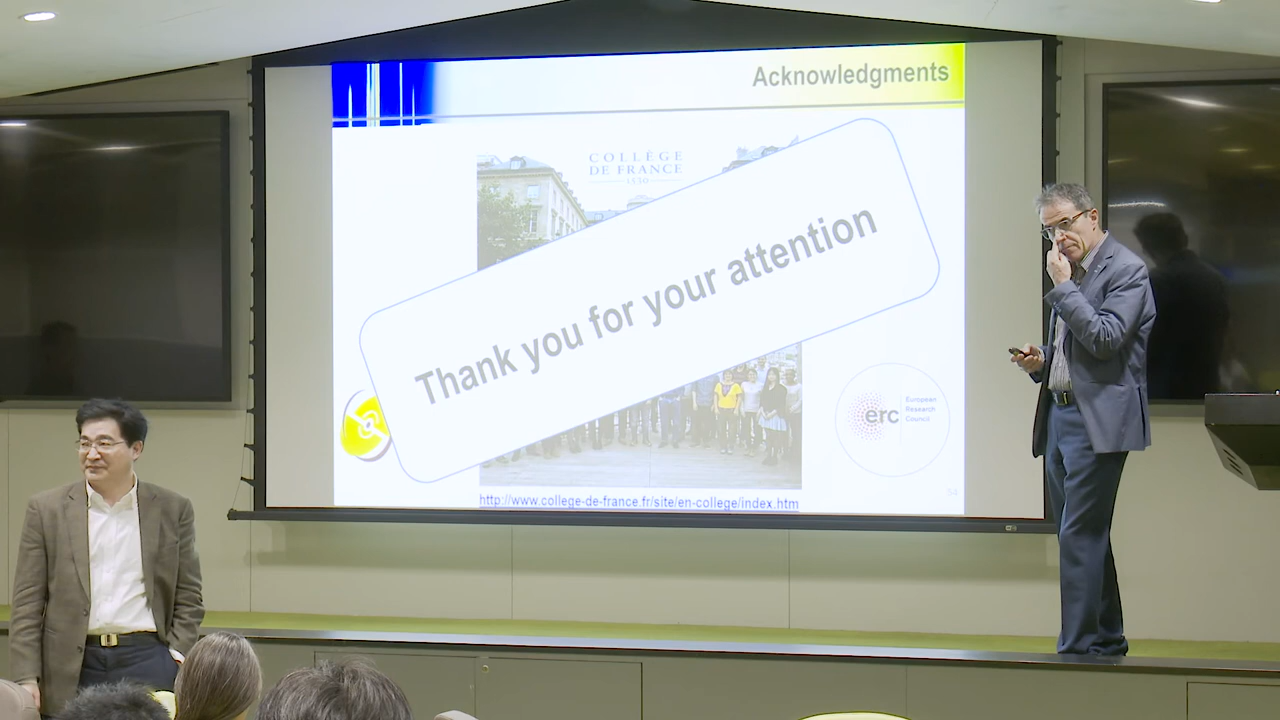 Acknowledgments
COLLÈGE
DE FRANCE
1530
Thank you for your attention
erc
European
Research
Council
http://www.college-de-france.fr/site/en-college/index.htm
54